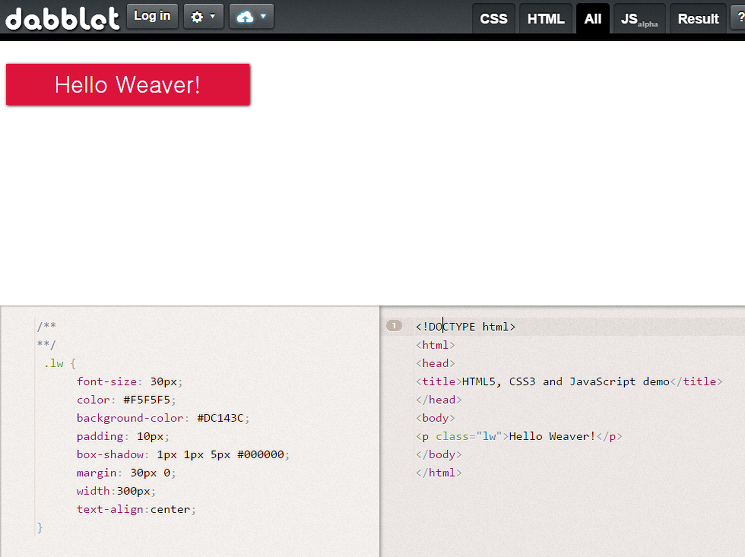 dabblet Log in CSS HTML All JS alpha Result ?
Hello Weaver!
/**
**/
.lw {
font-size: 30px;
color: #F5F5F5;
background-color: #DC143C;
padding: 10px;
box-shadow: 1px 1px 5px #000000;
margin: 30px 0;
width:300px;
text-align:center;
}
1 <!DOCTYPE html>
<html>
<head>
<title>HTML5, CSS3 and JavaScript demo</title>
</head>
<body>
<p class="lw">Hello Weaver!</p>
</body>
</html>